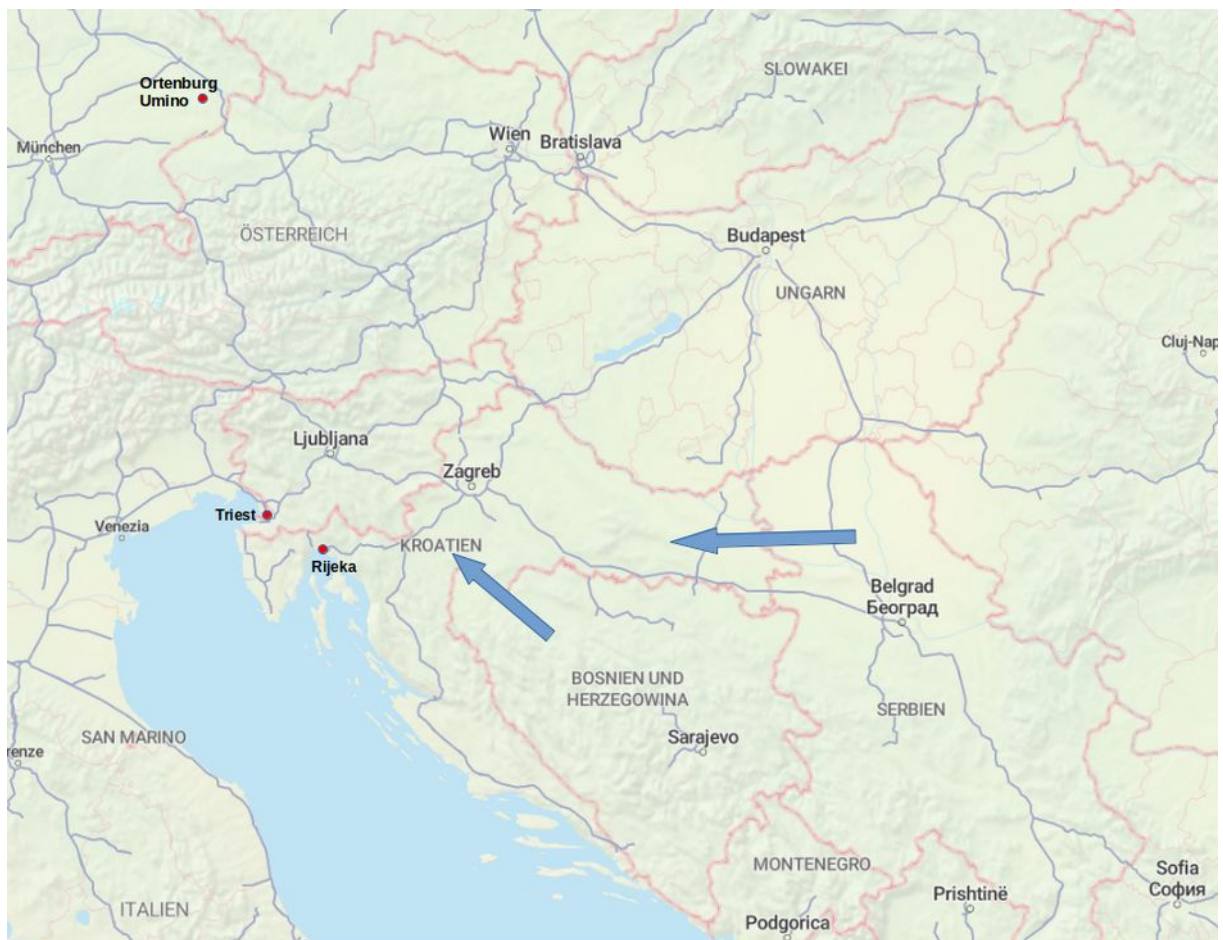 SLOWAKEI
Ortenburg
Umino
Wien
Bratislava
München
ÖSTERREICH
Budapest
UNGARN
Cluj-Nap
Ljubljana
Zagreb
Triest
Venezia
KROATIEN
Rijeka
Belgrad
Београд
BOSNIEN UND
HERZEGOWINA
SERBIEN
SAN MARINO
Sarajevo
renze
MONTENEGRO
Sofia
София
Prishtinë
ITALIEN
Podgorica